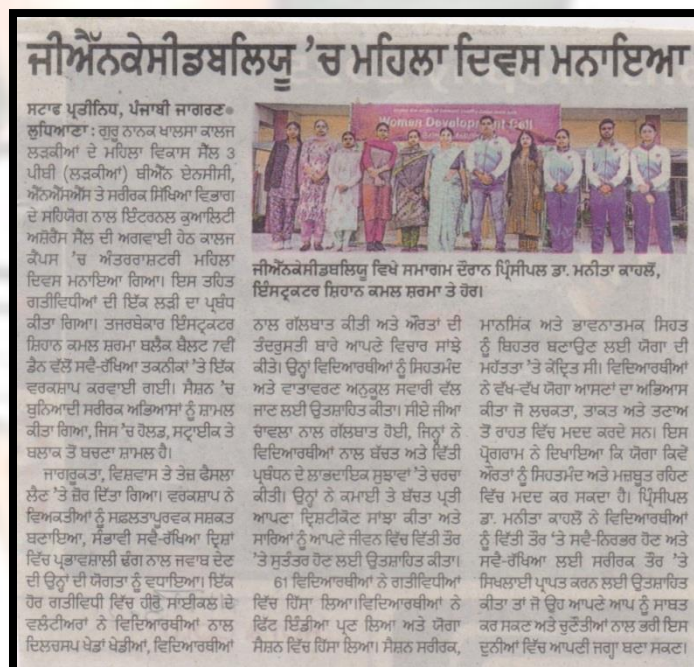 ਜੀਐੱਨਕੇਸੀਡਬਲਿਯੂ ’ਚ ਮਹਿਲਾ ਦਿਵਸ ਮਨਾਇਆ
ਸਟਾਫ ਪ੍ਰਤੀਨਿਧ, ਪੰਜਾਬੀ ਜਾਗਰਣ•
ਲੁਧਿਆਣਾ : ਗੁਰੂ ਨਾਨਕ ਖਾਲਸਾ ਕਾਲਜ
ਲੜਕੀਆਂ ਦੇ ਮਹਿਲਾ ਵਿਕਾਸ ਸੈੱਲ 3
ਪੀਬੀ (ਲੜਕੀਆਂ) ਬੀਐੱਨ ਏਨਸੀਸੀ,
ਐੱਨਐੱਸਐੱਸ ਤੇ ਸਰੀਰਕ ਸਿੱਖਿਆ ਵਿਭਾਗ
ਦੇ ਸਹਿਯੋਗ ਨਾਲ ਇੰਟਰਨਲ ਕੁਆਲਿਟੀ
ਅਸ਼ੋਰੈਂਸ ਸੈੱਲ ਦੀ ਅਗਵਾਈ ਹੇਠ ਕਾਲਜ
ਕੈਂਪਸ ’ਚ ਅੰਤਰਰਾਸ਼ਟਰੀ ਮਹਿਲਾ
ਦਿਵਸ ਮਨਾਇਆ ਗਿਆ। ਇਸ ਤਹਿਤ
ਗਤੀਵਿਧੀਆਂ ਦੀ ਇੱਕ ਲੜੀ ਦਾ ਪ੍ਰਬੰਧ
ਕੀਤਾ ਗਿਆ। ਤਜਰਬੇਕਾਰ ਇੰਸਟ੍ਰਕਟਰ
ਸ਼ਿਹਾਨ ਕਮਲ ਸ਼ਰਮਾ ਬਲੈਕ ਬੈਲਟ 7ਵੀ
ਡੈਨ ਵੱਲੋਂ ਸਵੈ-ਰੱਖਿਆ ਤਕਨੀਕਾਂ ’ਤੇ ਇੱਕ
ਵਰਕਸ਼ਾਪ ਕਰਵਾਈ ਗਈ। ਸੈਸ਼ਨ ’ਚ
ਬੁਨਿਆਦੀ ਸਰੀਰਕ ਅਭਿਆਸਾਂ ਨੂੰ ਸ਼ਾਮਲ
ਕੀਤਾ ਗਿਆ, ਜਿਸ ’ਚ ਹੋਲਡ, ਸਟ੍ਰਾਈਕ ਤੇ
ਬਲਾਕ ਤੋਂ ਬਚਣਾ ਸ਼ਾਮਲ ਹੈ।
ਜਾਗਰੂਕਤਾ, ਵਿਸ਼ਵਾਸ ਤੇ ਤੇਜ਼ ਫੈਸਲਾ
ਲੈਣ ’ਤੇ ਜ਼ੋਰ ਦਿੱਤਾ ਗਿਆ। ਵਰਕਸ਼ਾਪ ਨੇ
ਵਿਅਕਤੀਆਂ ਨੂੰ ਸਫ਼ਲਤਾਪੂਰਵਕ ਸਸ਼ਕਤ
ਬਣਾਇਆ, ਸੰਭਾਵੀ ਸਵੈ-ਰੱਖਿਆ ਦ੍ਰਿਸ਼ਾਂ
ਵਿੱਚ ਪ੍ਰਭਾਵਸ਼ਾਲੀ ਢੰਗ ਨਾਲ ਜਵਾਬ ਦੇਣ
ਦੀ ਉਨ੍ਹਾਂ ਦੀ ਯੋਗਤਾ ਨੂੰ ਵਧਾਇਆ। ਇੱਕ
ਹੋਰ ਗਤੀਵਿਧੀ ਵਿੱਚ ਹੀਰੋ ਸਾਈਕਲ ਦੇ
ਵਲੰਟੀਅਰਾਂ ਨੇ ਵਿਦਿਆਰਥੀਆਂ ਨਾਲ
ਦਿਲਚਸਪ ਖੇਡਾਂ ਖੇਡੀਆਂ, ਵਿਦਿਆਰਥੀਆਂ
Women Development Cell
ਜੀਐੱਨਕੇਸੀਡਬਲਿਯੂ ਵਿਖੇ ਸਮਾਗਮ ਦੌਰਾਨ ਪ੍ਰਿੰਸੀਪਲ ਡਾ. ਮਨੀਤਾ ਕਾਹਲੋਂ,
ਇੰਸਟ੍ਰਕਟਰ ਸ਼ਿਹਾਨ ਕਮਲ ਸ਼ਰਮਾ ਤੇ ਹੋਰ।
ਨਾਲ ਗੱਲਬਾਤ ਕੀਤੀ ਅਤੇ ਔਰਤਾਂ ਦੀ
ਤੰਦਰੁਸਤੀ ਬਾਰੇ ਆਪਣੇ ਵਿਚਾਰ ਸਾਂਝੇ
ਕੀਤੇ। ਉਨ੍ਹਾਂ ਵਿਦਿਆਰਥੀਆਂ ਨੂੰ ਸਿਹਤਮੰਦ
ਅਤੇ ਵਾਤਾਵਰਣ ਅਨੁਕੂਲ ਸਵਾਰੀ ਵੱਲ
ਜਾਣ ਲਈ ਉਤਸ਼ਾਹਿਤ ਕੀਤਾ। ਸੀਏ ਜੀਆ
ਚਾਵਲਾ ਨਾਲ ਗੱਲਬਾਤ ਹੋਈ, ਜਿਨ੍ਹਾਂ ਨੇ
ਵਿਦਿਆਰਥੀਆਂ ਨਾਲ ਬੱਚਤ ਅਤੇ ਵਿੱਤੀ
ਪ੍ਰਬੰਧਨ ਦੇ ਲਾਭਦਾਇਕ ਸੁਝਾਵਾਂ ’ਤੇ ਚਰਚਾ
ਕੀਤੀ। ਉਨ੍ਹਾਂ ਨੇ ਕਮਾਈ ਤੇ ਬੱਚਤ ਪ੍ਰਤੀ
ਆਪਣਾ ਦ੍ਰਿਸ਼ਟੀਕੋਣ ਸਾਂਝਾ ਕੀਤਾ ਅਤੇ
ਸਾਰਿਆਂ ਨੂੰ ਆਪਣੇ ਜੀਵਨ ਵਿੱਚ ਵਿੱਤੀ ਤੌਰ
’ਤੇ ਸੁਤੰਤਰ ਹੋਣ ਲਈ ਉਤਸ਼ਾਹਿਤ ਕੀਤਾ।
61 ਵਿਦਿਆਰਥੀਆਂ ਨੇ ਗਤੀਵਿਧੀਆਂ
ਵਿੱਚ ਹਿੱਸਾ ਲਿਆ।ਵਿਦਿਆਰਥੀਆਂ ਨੇ
ਫਿੱਟ ਇੰਡੀਆ ਪ੍ਰਣ ਲਿਆ ਅਤੇ ਯੋਗਾ
ਸੈਸ਼ਨ ਵਿੱਚ ਹਿੱਸਾ ਲਿਆ। ਸੈਸ਼ਨ ਸਰੀਰਕ,
ਮਾਨਸਿਕ ਅਤੇ ਭਾਵਨਾਤਮਕ ਸਿਹਤ
ਨੂੰ ਬਿਹਤਰ ਬਣਾਉਣ ਲਈ ਯੋਗਾ ਦੀ
ਮਹੱਤਤਾ ’ਤੇ ਕੇਂਦ੍ਰਿਤ ਸੀ। ਵਿਦਿਆਰਥੀਆਂ
ਨੇ ਵੱਖ-ਵੱਖ ਯੋਗਾ ਆਸਣਾਂ ਦਾ ਅਭਿਆਸ
ਕੀਤਾ ਜੋ ਲਚਕਤਾ, ਤਾਕਤ ਅਤੇ ਤਣਾਅ
ਤੋਂ ਰਾਹਤ ਵਿੱਚ ਮਦਦ ਕਰਦੇ ਸਨ। ਇਸ
ਪ੍ਰੋਗਰਾਮ ਨੇ ਦਿਖਾਇਆ ਕਿ ਯੋਗਾ ਕਿਵੇਂ
ਔਰਤਾਂ ਨੂੰ ਸਿਹਤਮੰਦ ਅਤੇ ਮਜ਼ਬੂਤ ਰਹਿਣ
ਵਿੱਚ ਮਦਦ ਕਰ ਸਕਦਾ ਹੈ। ਪ੍ਰਿੰਸੀਪਲ
ਡਾ. ਮਨੀਤਾ ਕਾਹਲੋਂ ਨੇ ਵਿਦਿਆਰਥੀਆਂ
ਨੂੰ ਵਿੱਤੀ ਤੌਰ ’ਤੇ ਸਵੈ-ਨਿਰਭਰ ਹੋਣ ਅਤੇ
ਸਵੈ-ਰੱਖਿਆ ਲਈ ਸਰੀਰਕ ਤੌਰ ’ਤੇ
ਸਿਖਲਾਈ ਪ੍ਰਾਪਤ ਕਰਨ ਲਈ ਉਤਸ਼ਾਹਿਤ
ਕੀਤਾ ਤਾਂ ਜੋ ਉਹ ਆਪਣੇ ਆਪ ਨੂੰ ਸਾਬਤ
ਕਰ ਸਕਣ ਅਤੇ ਚੁਣੌਤੀਆਂ ਨਾਲ ਭਰੀ ਇਸ
ਦੁਨੀਆਂ ਵਿੱਚ ਆਪਣੀ ਜਗ੍ਹਾ ਬਣਾ ਸਕਣ।